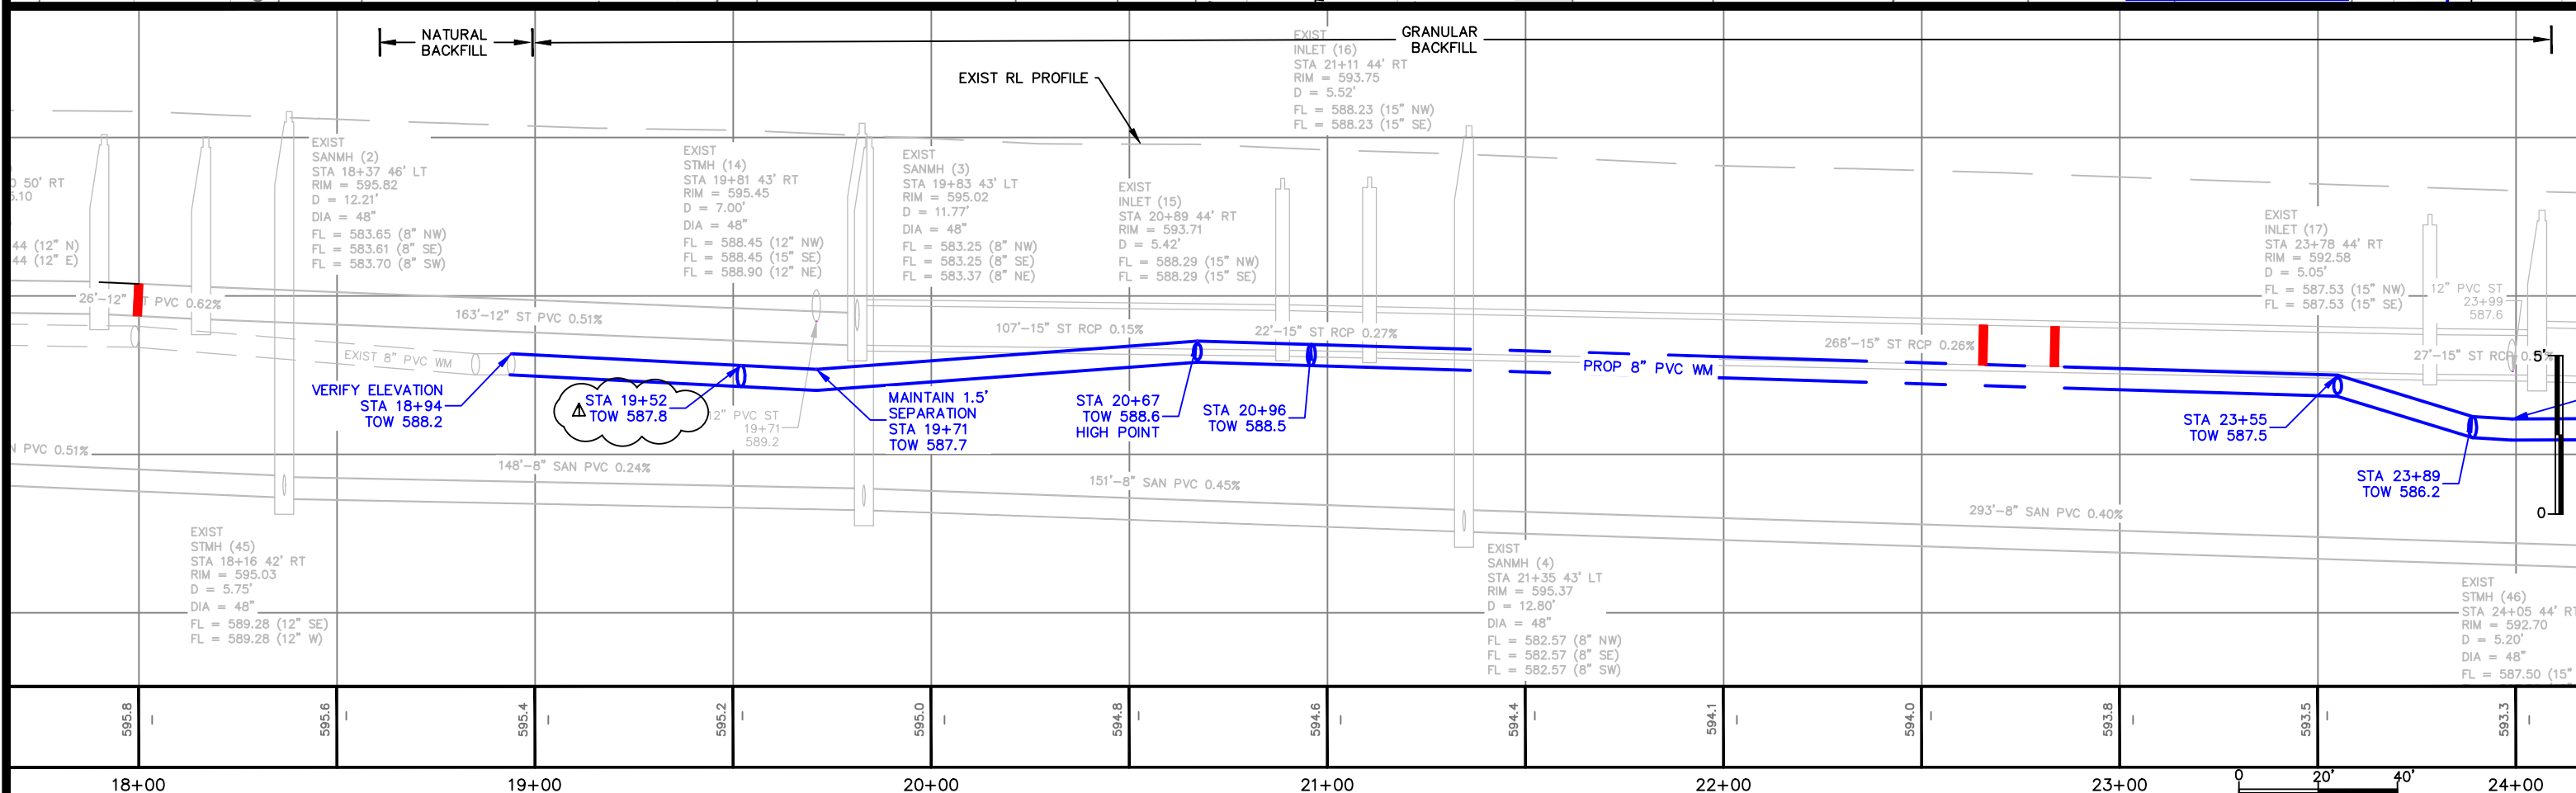 NATURAL
BACKFILL
GRANULAR
BACKFILL
EXIST RL PROFILE
EXIST
INLET (16)
STA 21+11 44' RT
RIM = 593.75
D = 5.52'
FL = 588.23 (15" NW)
FL = 588.23 (15" SE)
50' RT
44 (12" N)
44 (12" E)
EXIST
SANMH (2)
STA 18+37 46' LT
RIM = 595.82
D = 12.21'
DIA = 48"
FL = 583.65 (8" NW)
FL = 583.61 (8" SE)
FL = 583.70 (8" SW)
EXIST
STMH (14)
STA 19+81 43' RT
RIM = 595.45
D = 7.00'
DIA = 48"
FL = 588.45 (12" NW)
FL = 588.45 (15" SE)
FL = 588.90 (12" NE)
EXIST
SANMH (3)
STA 19+83 43' LT
RIM = 595.02
D = 11.77'
DIA = 48"
FL = 583.25 (8" NW)
FL = 583.25 (8" SE)
FL = 583.37 (8" NE)
EXIST
INLET (15)
STA 20+89 44' RT
RIM = 593.71
D = 5.42'
FL = 588.29 (15" NW)
FL = 588.29 (15" SE)
EXIST
INLET (17)
STA 23+78 44' RT
RIM = 592.58
D = 5.05'
FL = 587.53 (15" NW)
FL = 587.53 (15" SE)
12" PVC ST
23+99
587.6
26'-12" T PVC 0.62%
163'-12" ST PVC 0.51%
107'-15" ST RCP 0.15%
22'-15" ST RCP 0.27%
268'-15" ST RCP 0.26%
27'-15" ST RCP
5'
0
EXIST 8" PVC WM
PROP 8" PVC WM
VERIFY ELEVATION
STA 18+94
TOW 588.2
STA 19+52
TOW 587.8
2" PVC ST
19+71
589.2
MAINTAIN 1.5'
SEPARATION
STA 19+71
TOW 587.7
STA 20+67
TOW 588.6
HIGH POINT
STA 20+96
TOW 588.5
STA 23+55
TOW 587.5
STA 23+89
TOW 586.2
N PVC 0.51%
148'-8" SAN PVC 0.24%
151'-8" SAN PVC 0.45%
293'-8" SAN PVC 0.40%
EXIST
STMH (45)
STA 18+16 42' RT
RIM = 595.03
D = 5.75'
DIA = 48"
FL = 589.28 (12" SE)
FL = 589.28 (12" W)
EXIST
SANMH (4)
STA 21+35 43' LT
RIM = 595.37
D = 12.80'
DIA = 48"
FL = 582.57 (8" NW)
FL = 582.57 (8" SE)
FL = 582.57 (8" SW)
EXIST
STMH (46)
STA 24+05 44' RT
RIM = 592.70
D = 5.20'
DIA = 48"
FL = 587.50 (15"
595.8
595.6
595.4
595.2
595.0
594.8
594.6
594.4
594.1
594.0
593.8
593.5
593.3
18+00
19+00
20+00
21+00
22+00
23+00
24+00
0 20' 40'